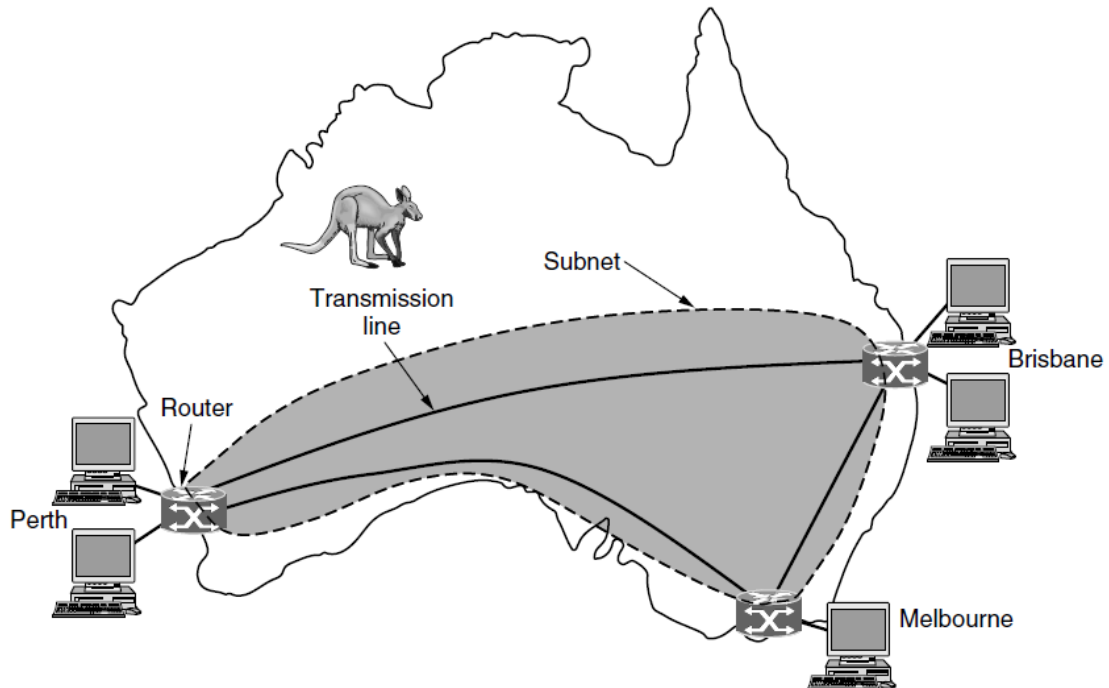 Subnet
Transmission
line
Brisbane
Router
Perth
Melbourne